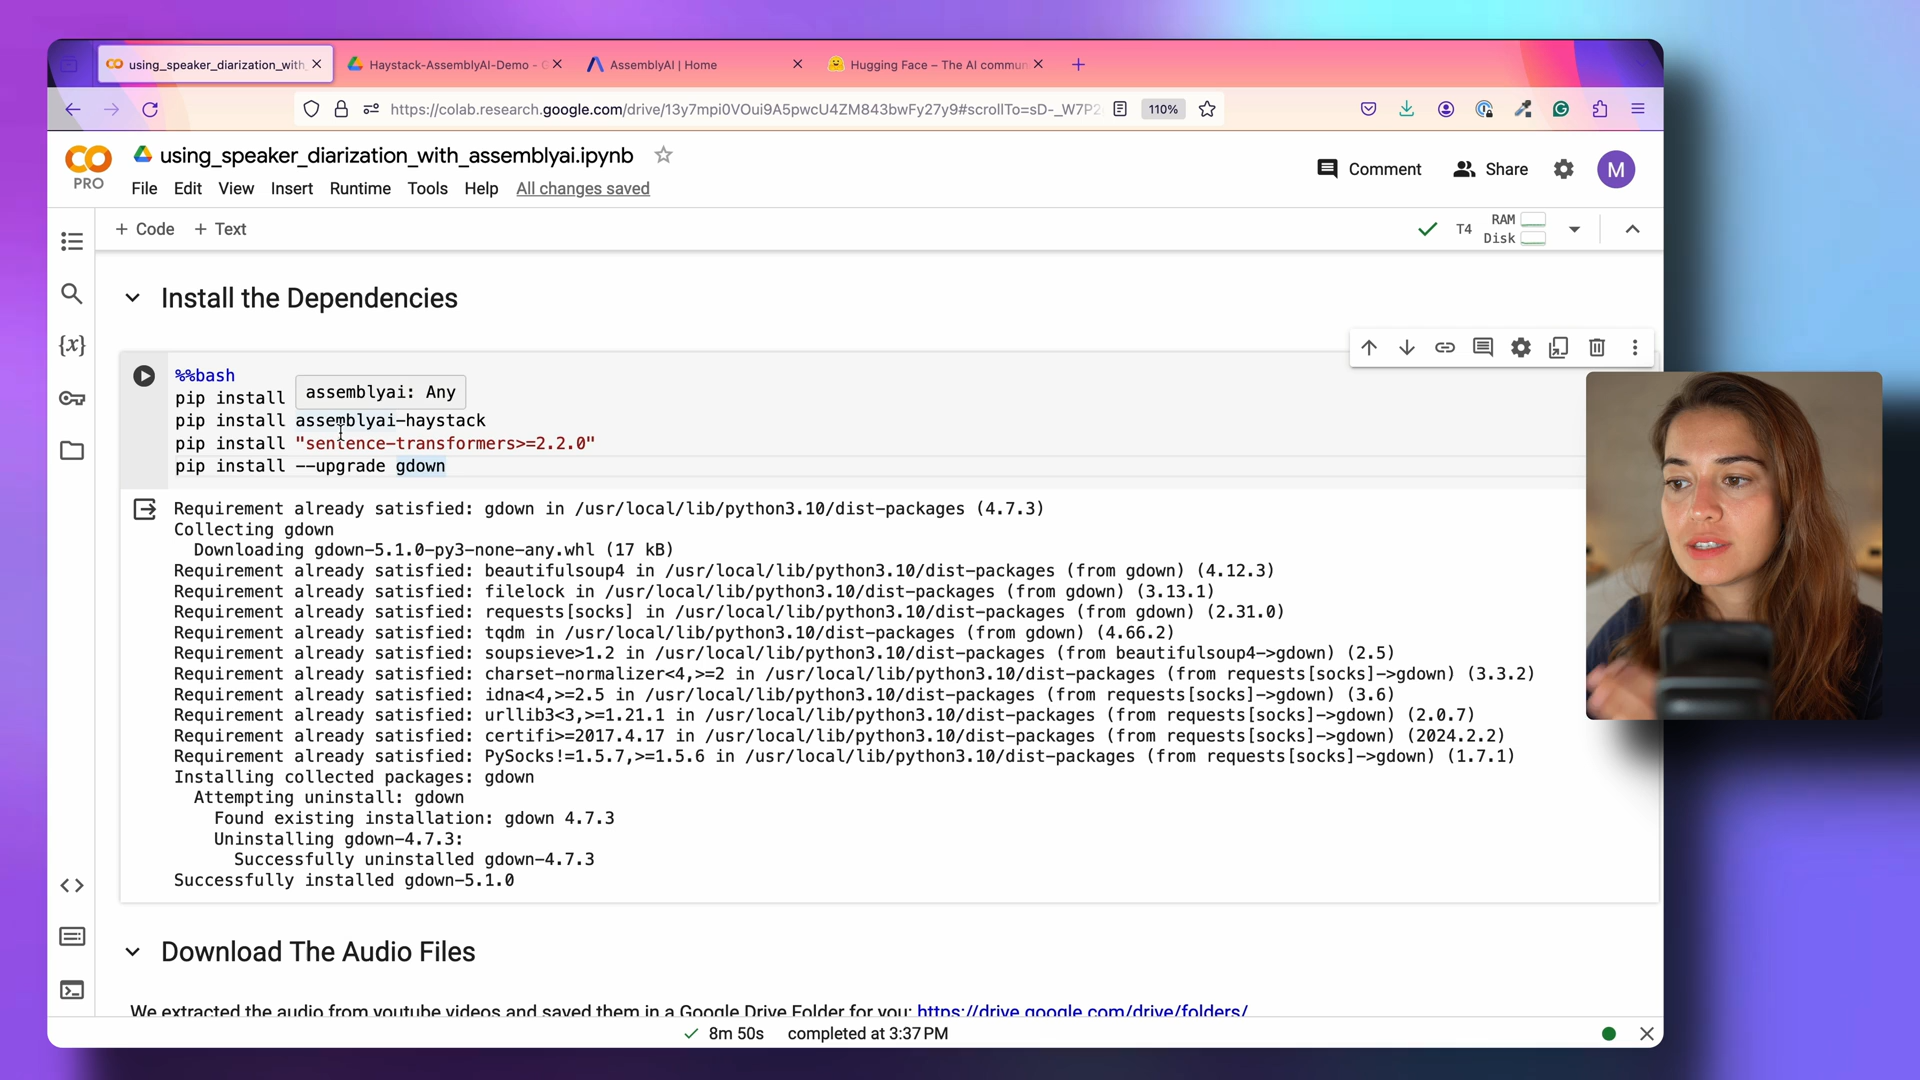 using_speaker_diarization_with_
Haystack-AssemblyAI-Demo - G
AssemblyAI | Home
Hugging Face – The AI commun
https://colab.research.google.com/drive/13y7mpi0VOui9A5pwcU4ZM843bwFy27y9#scrollTo=sD-_W7P2
110%
PRO
using_speaker_diarization_with_assemblyai.ipynb
File Edit View Insert Runtime Tools Help All changes saved
Comment
Share
M
+ Code + Text
T4
RAM
Disk
Install the Dependencies
%%bash
pip install
assemblyai: Any
pip install assemblyai-haystack
pip install "sentence-transformers>=2.2.0"
pip install --upgrade gdown
Requirement already satisfied: gdown in /usr/local/lib/python3.10/dist-packages (4.7.3)
Collecting gdown
Downloading gdown-5.1.0-py3-none-any.whl (17 kB)
Requirement already satisfied: beautifulsoup4 in /usr/local/lib/python3.10/dist-packages (from gdown) (4.12.3)
Requirement already satisfied: filelock in /usr/local/lib/python3.10/dist-packages (from gdown) (3.13.1)
Requirement already satisfied: requests[socks] in /usr/local/lib/python3.10/dist-packages (from gdown) (2.31.0)
Requirement already satisfied: tqdm in /usr/local/lib/python3.10/dist-packages (from gdown) (4.66.2)
Requirement already satisfied: soupsieve>1.2 in /usr/local/lib/python3.10/dist-packages (from beautifulsoup4->gdown) (2.5)
Requirement already satisfied: charset-normalizer<4,>=2 in /usr/local/lib/python3.10/dist-packages (from requests[socks]->gdown) (3.3.2)
Requirement already satisfied: idna<4,>=2.5 in /usr/local/lib/python3.10/dist-packages (from requests[socks]->gdown) (3.6)
Requirement already satisfied: urllib3<3,>=1.21.1 in /usr/local/lib/python3.10/dist-packages (from requests[socks]->gdown) (2.0.7)
Requirement already satisfied: certifi>=2017.4.17 in /usr/local/lib/python3.10/dist-packages (from requests[socks]->gdown) (2024.2.2)
Requirement already satisfied: PySocks!=1.5.7,>=1.5.6 in /usr/local/lib/python3.10/dist-packages (from requests[socks]->gdown) (1.7.1)
Installing collected packages: gdown
Attempting uninstall: gdown
Found existing installation: gdown 4.7.3
Uninstalling gdown-4.7.3:
Successfully uninstalled gdown-4.7.3
Successfully installed gdown-5.1.0
Download The Audio Files
We extracted the audio from youtube videos and saved them in a Google Drive Folder for you: https://drive.google.com/drive/folders/
8m 50s completed at 3:37 PM